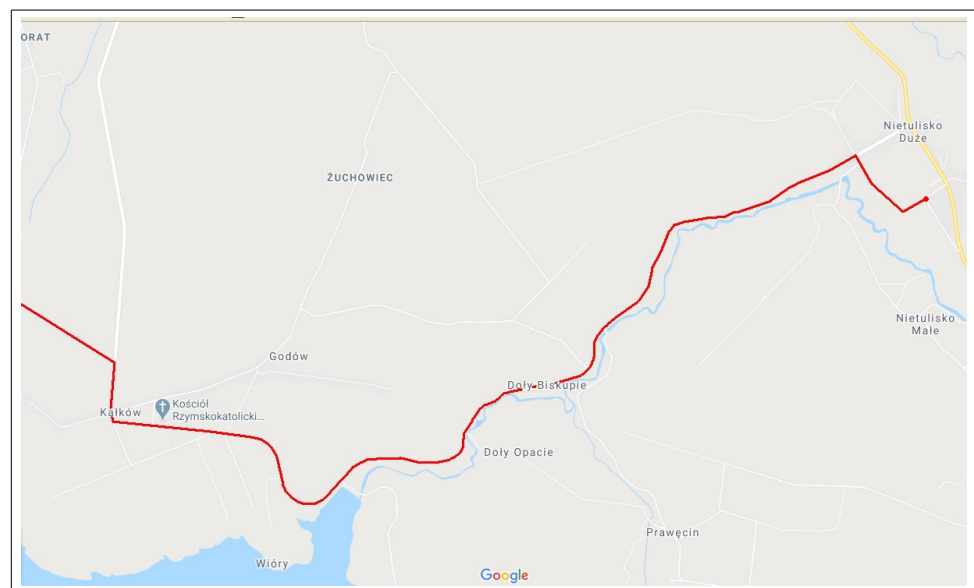 ORAT
Nietulisko
Duże
ŻUCHOWIEC
Nietulisko
Małe
Godów
Doły Biskupie
Kałków
Kościół
Rzymskokatolicki...
Doły Opacie
Prawęcin
Wióry
Google